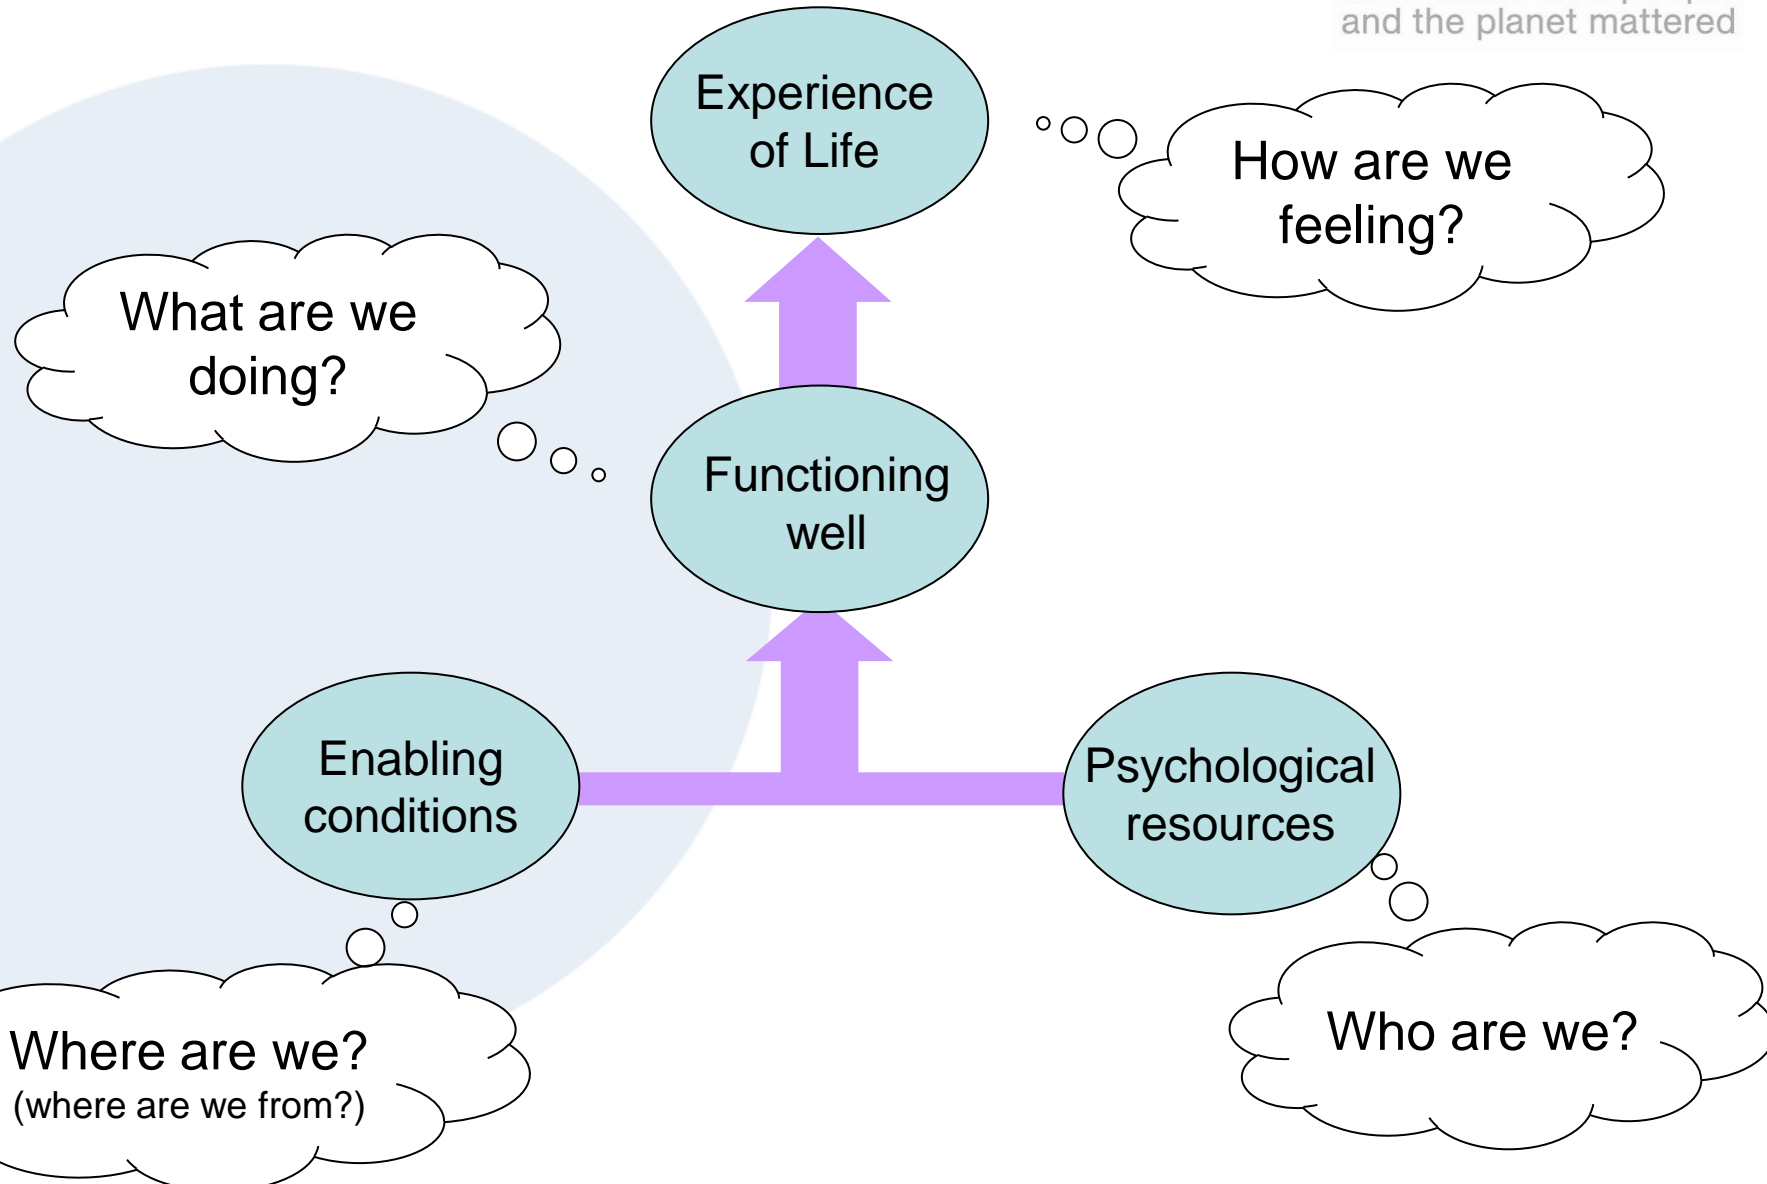 and the planet mattered
Experience
of Life
How are we
feeling?
What are we
doing?
Functioning
well
Enabling
conditions
Psychological
resources
Where are we?
(where are we from?)
Who are we?